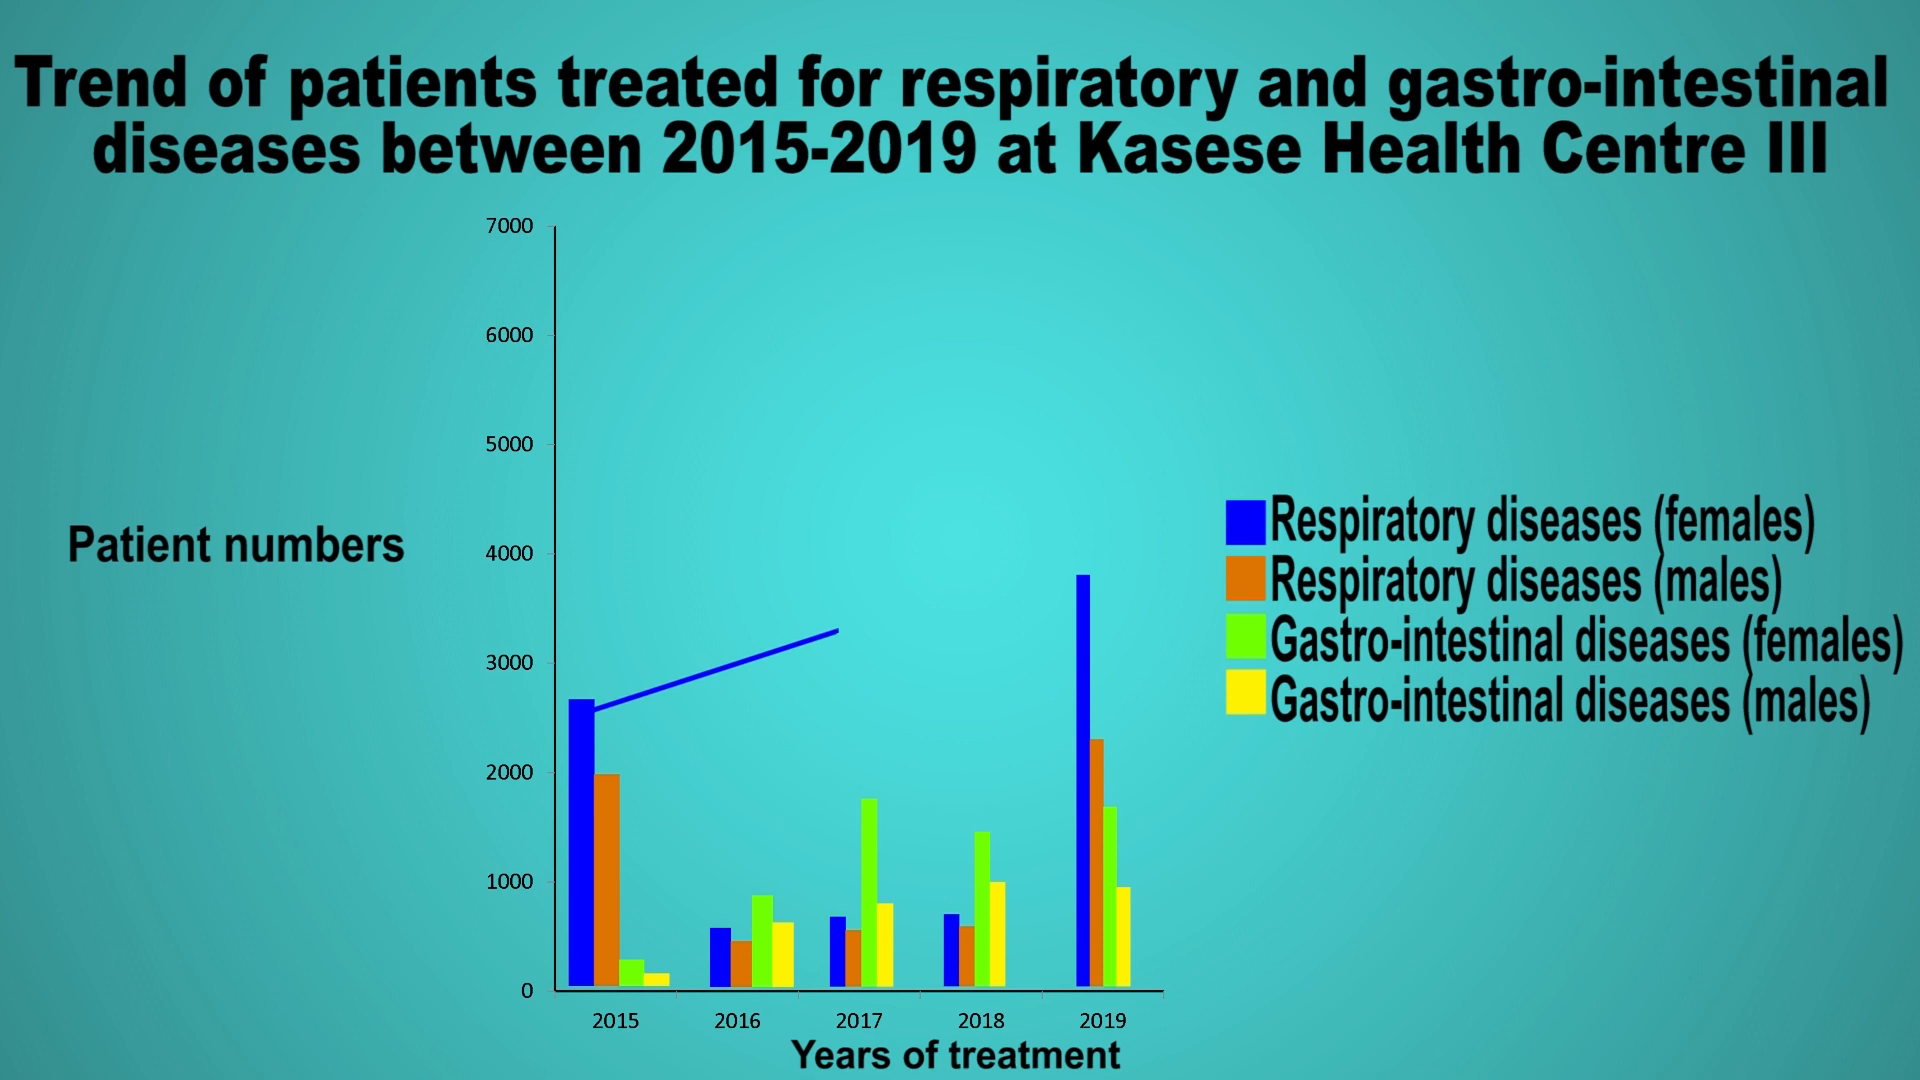 Trend of patients treated for respiratory and gastro-intestinal
diseases between 2015-2019 at Kasese Health Centre III
7000
6000
5000
4000
3000
2000
1000
0
Patient numbers
2015 2016 2017 2018 2019
Years of treatment
Respiratory diseases (females)
Respiratory diseases (males)
Gastro-intestinal diseases (females)
Gastro-intestinal diseases (males)